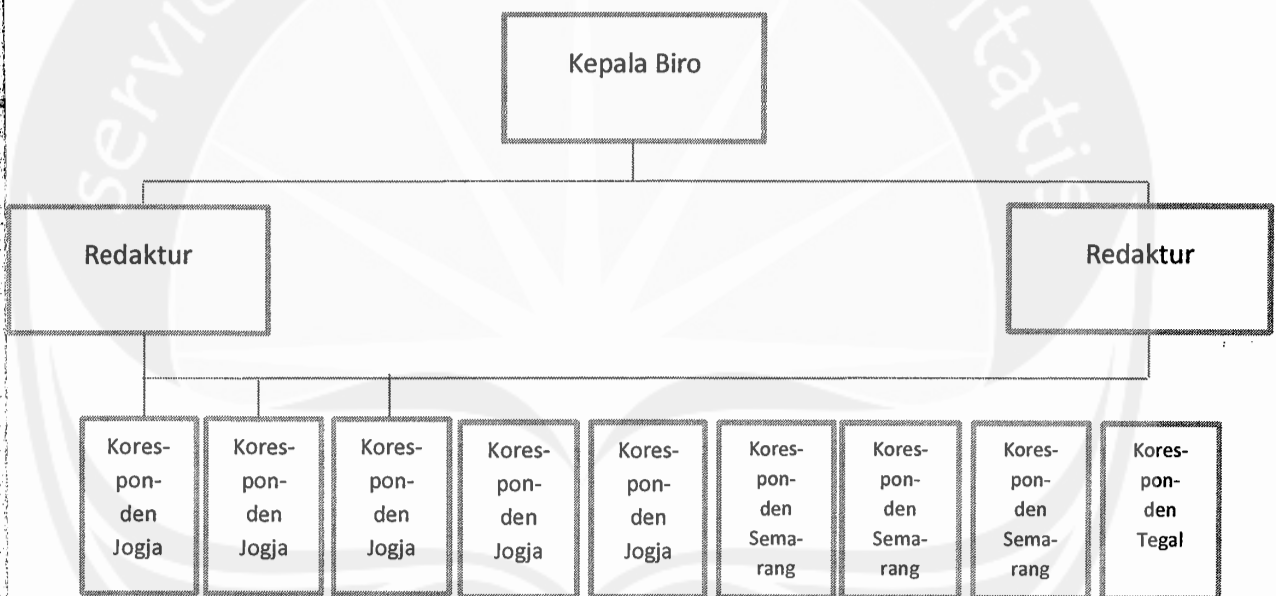 servie
itatis
Kepala Biro
Redaktur
Redaktur
Kores-
pon-
den
Jogja
Kores-
pon-
den
Jogja
Kores-
pon-
den
Jogja
Kores-
pon-
den
Jogja
Kores-
pon-
den
Jogja
Kores-
pon-
den
Sema-
rang
Kores-
pon-
den
Sema-
rang
Kores-
pon-
den
Sema-
rang
Kores-
pon-
den
Tegal